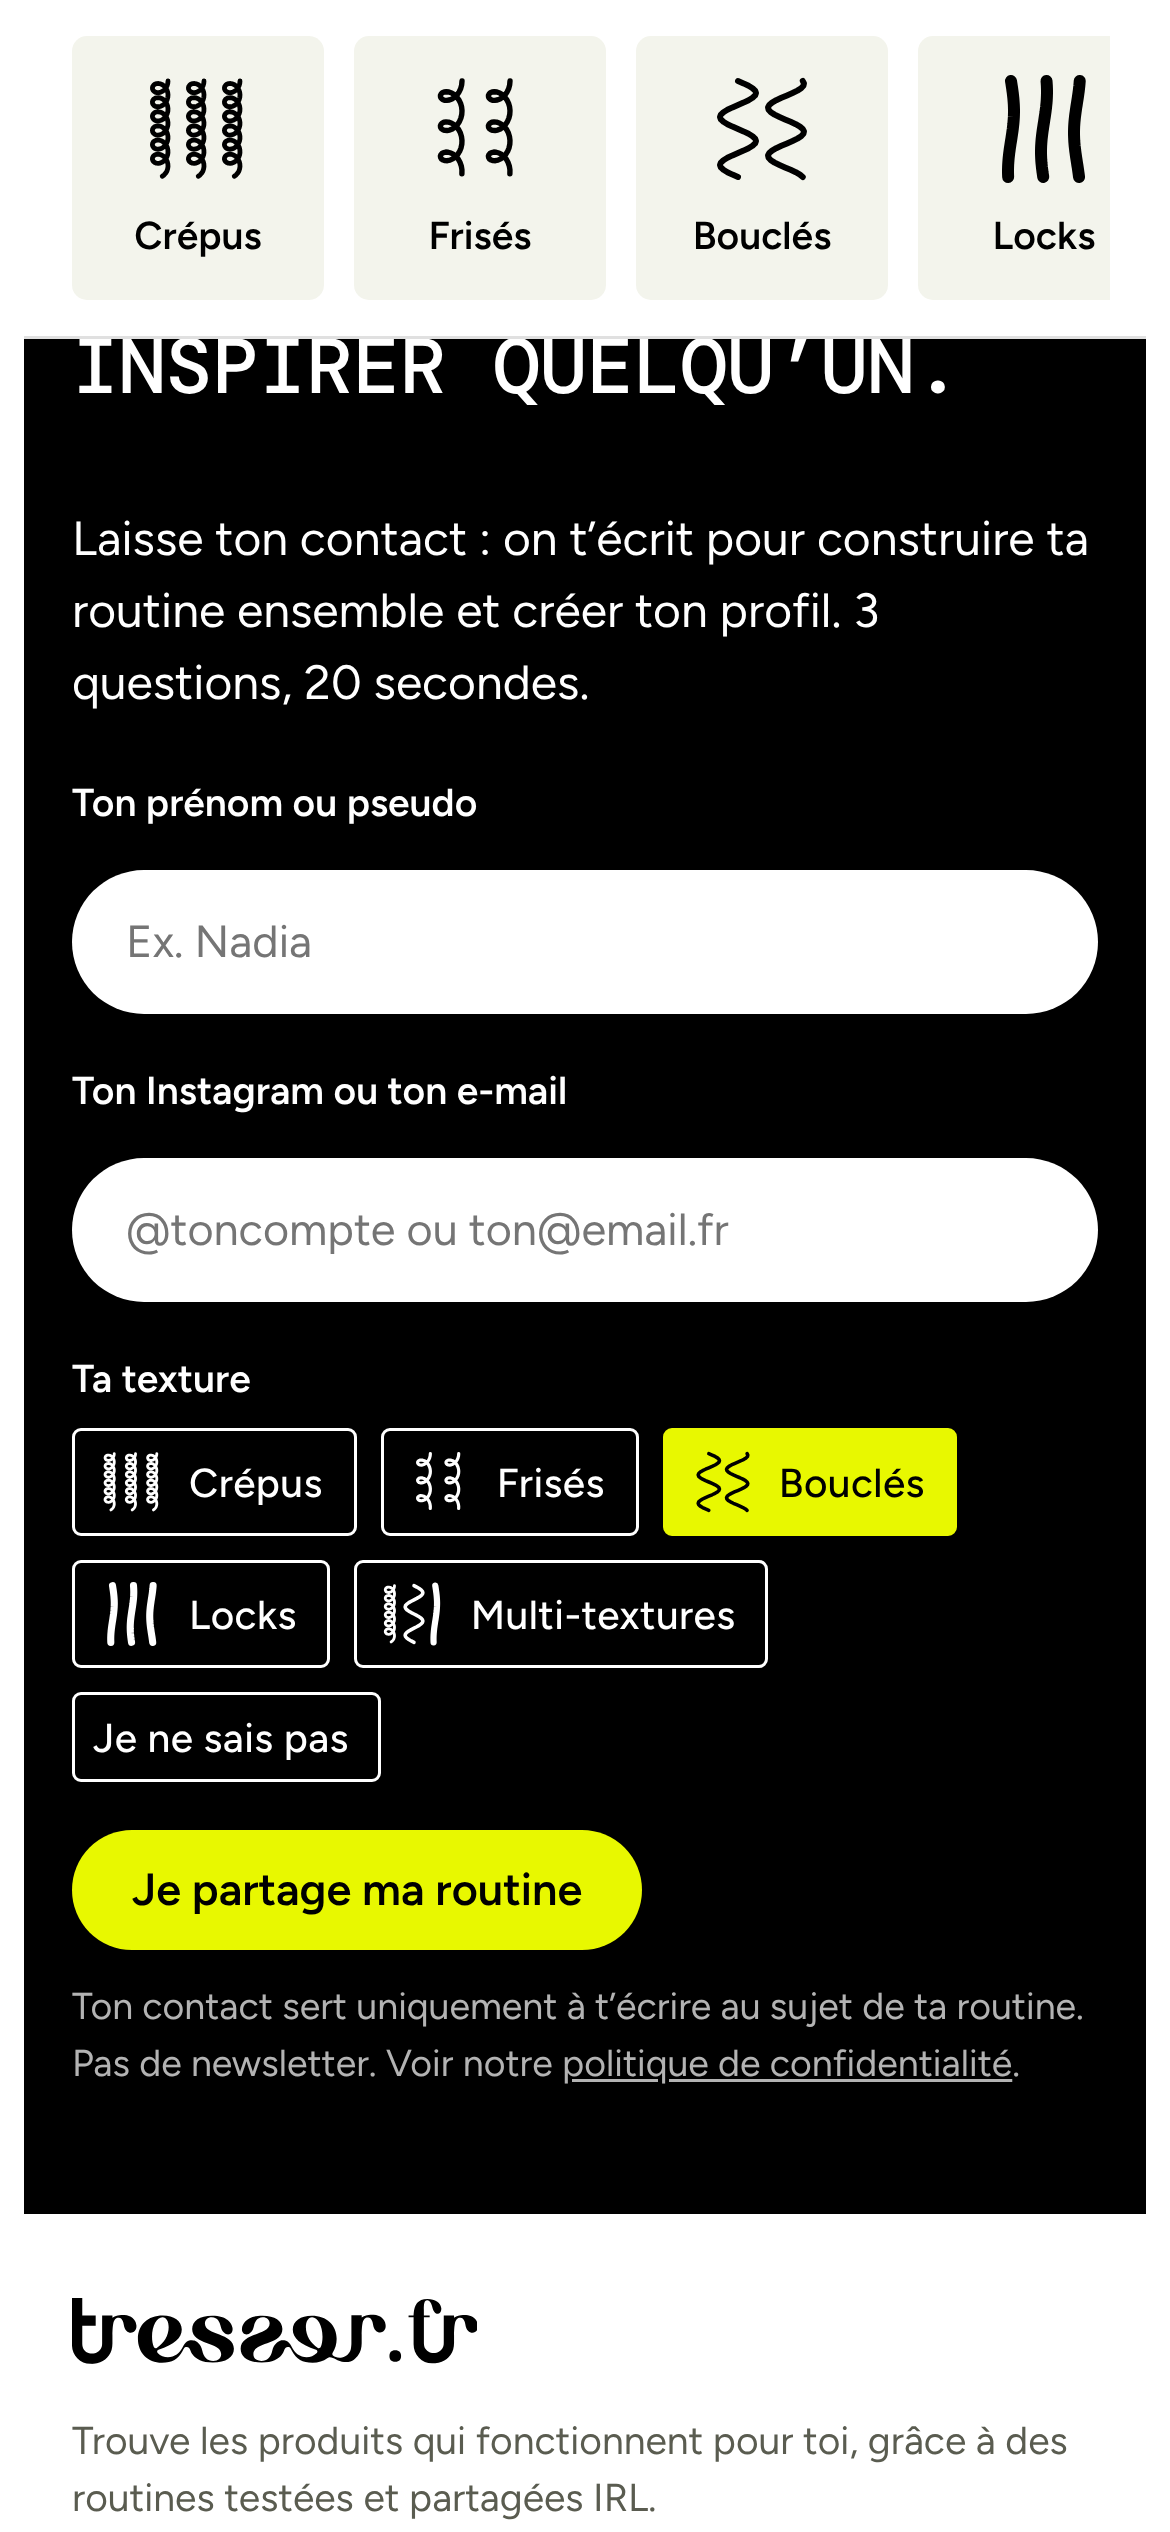 Crépus
Frisés
Bouclés
Locks
INSPIRER QUELQU’UN.
Laisse ton contact : on t’écrit pour construire ta
routine ensemble et créer ton profil. 3
questions, 20 secondes.
Ton prénom ou pseudo
Ex. Nadia
Ton Instagram ou ton e-mail
@toncompte ou ton@email.fr
Ta texture
Crépus
Frisés
Bouclés
Locks
Multi-textures
Je ne sais pas
Je partage ma routine
Ton contact sert uniquement à t’écrire au sujet de ta routine.
Pas de newsletter. Voir notre politique de confidentialité.
tressor.fr
Trouve les produits qui fonctionnent pour toi, grâce à des
routines testées et partagées IRL.